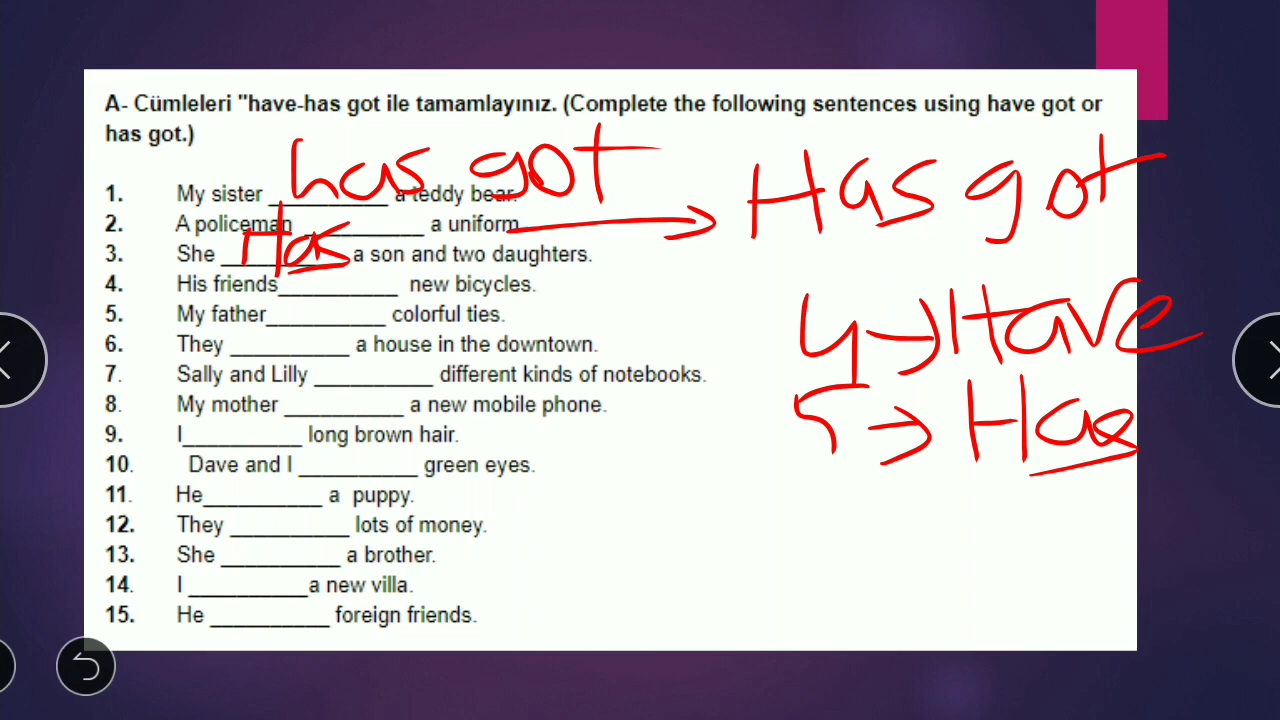 A- Cümleleri "have-has got ile tamamlayınız. (Complete the following sentences using have got or
has got.)
has got
Has got
1. My sister __________ a teddy bear.
2. A policeman __________ a uniform
Has
3. She __________ a son and two daughters.
4. His friends__________ new bicycles.
4→Have
5. My father__________ colorful ties.
6. They __________ a house in the downtown.
7. Sally and Lilly __________ different kinds of notebooks.
8. My mother __________ a new mobile phone.
5→Has
9. I__________ long brown hair.
10. Dave and I __________ green eyes.
11. He__________ a puppy.
12. They __________ lots of money.
13. She __________ a brother.
14. I __________a new villa.
15. He __________ foreign friends.